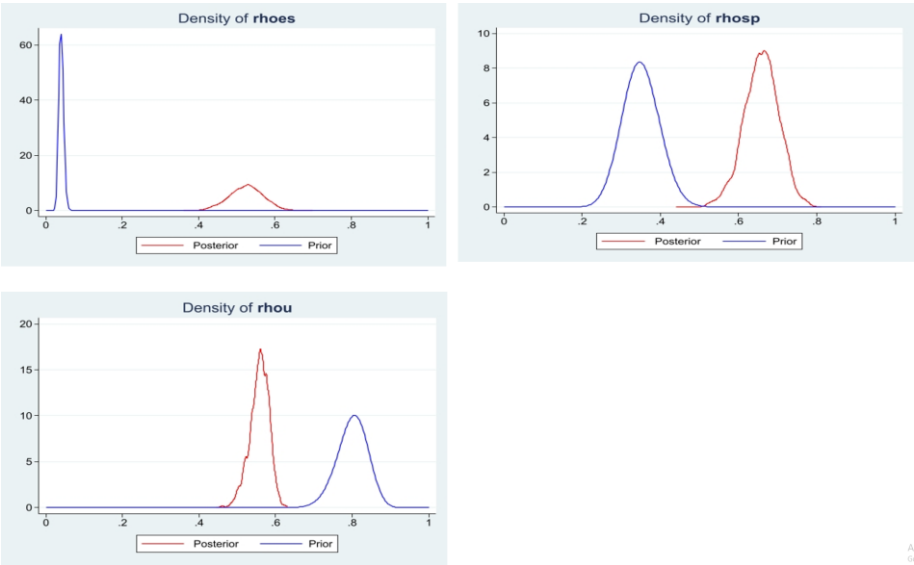 Density of rhoes
60
40
20
0
0 .2 .4 .6 .8 1
Posterior Prior
Density of rhosp
10
8
6
4
2
0
0 .2 .4 .6 .8 1
Posterior Prior
Density of rhou
20
15
10
5
0
0 .2 .4 .6 .8 1
Posterior Prior